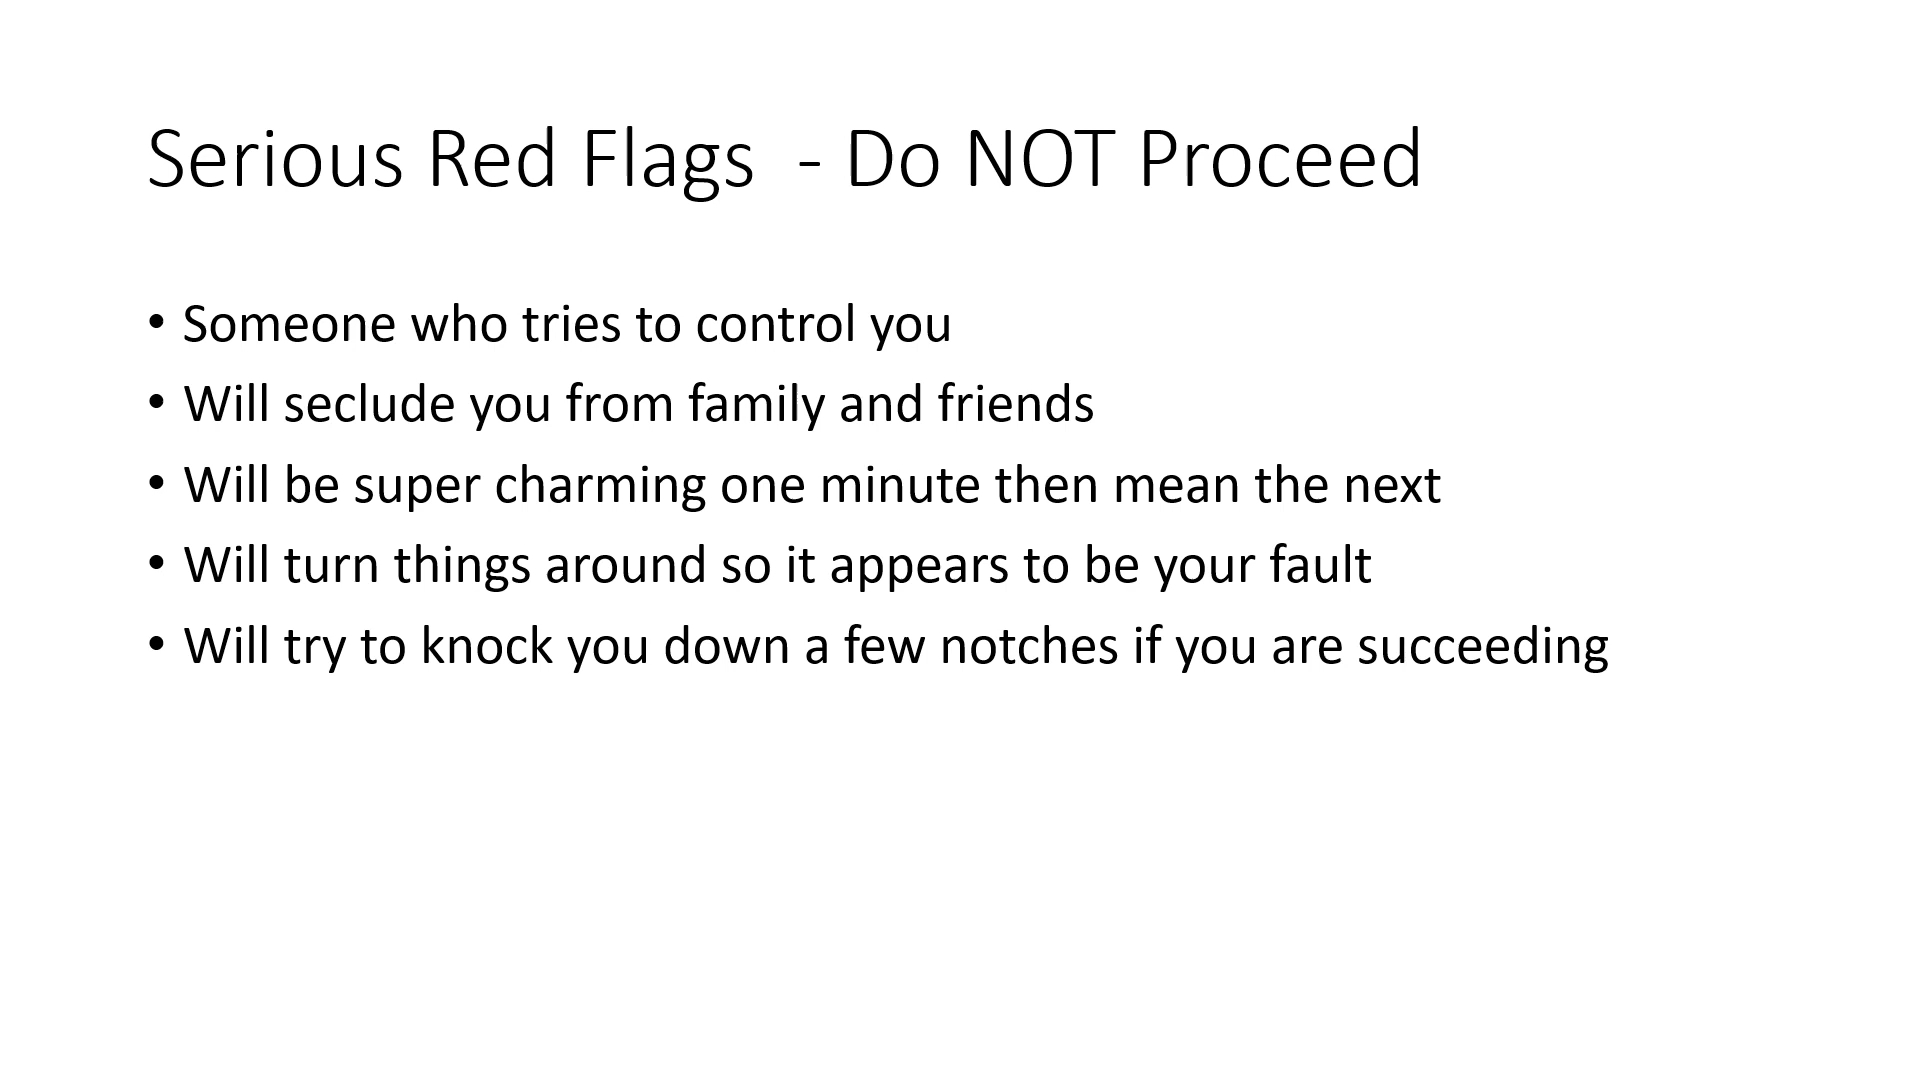 Serious Red Flags  - Do NOT Proceed
• Someone who tries to control you
• Will seclude you from family and friends
• Will be super charming one minute then mean the next
• Will turn things around so it appears to be your fault
• Will try to knock you down a few notches if you are succeeding